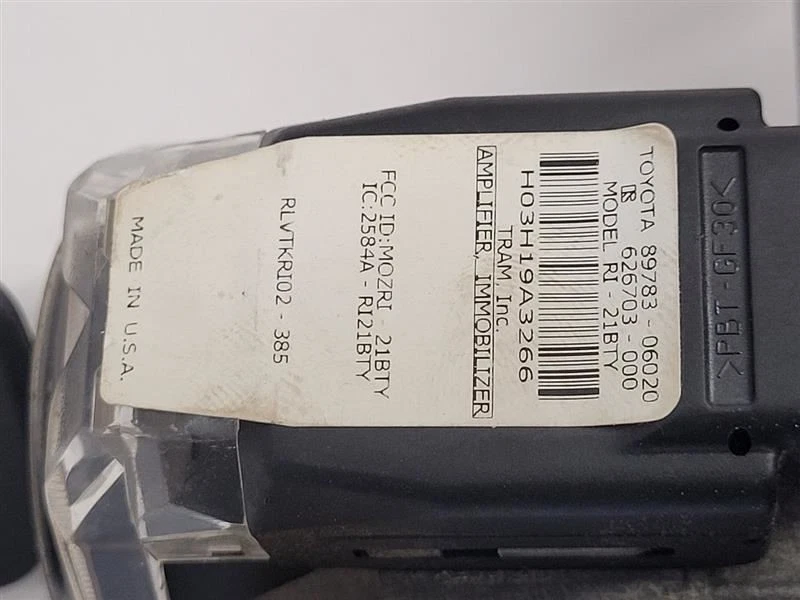 >PBT-GF30<
TOYOTA 89783 - 06020
TR 626703 - 000
MODEL RI - 21BTY
H03H19A3266
TRAM, Inc.
AMPLIFIER, IMMOBILIZER
FCC ID:MOZRI - 21BTY
IC:2584A - RI21BTY
RLVTKRI02 - 385
MADE IN U.S.A.